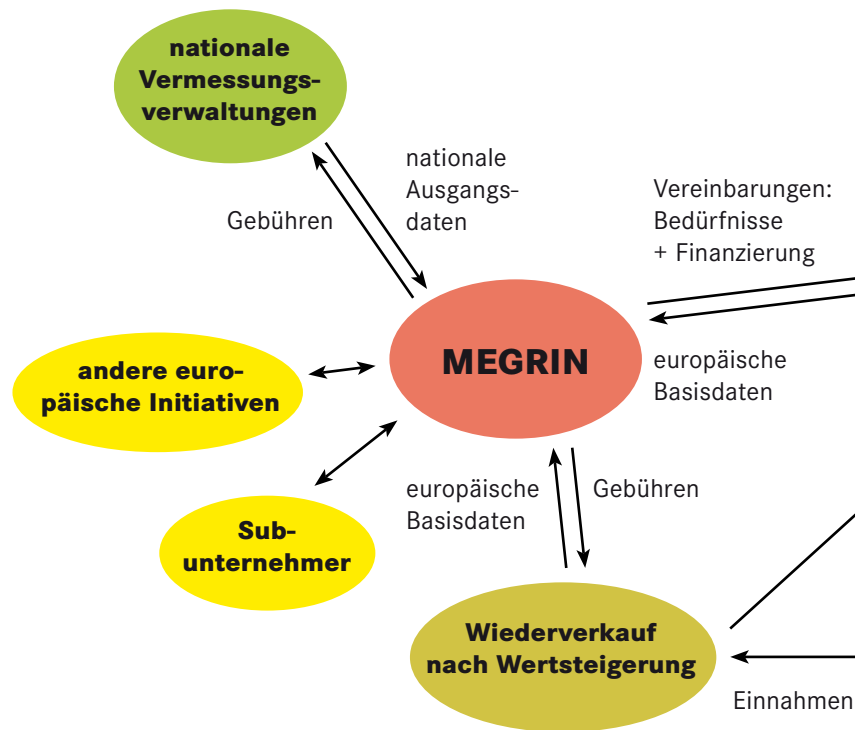 nationale
Vermessungs-
verwaltungen
nationale
Ausgangs-
daten
Gebühren
Vereinbarungen:
Bedürfnisse
+ Finanzierung
MEGRIN
europäische
Basisdaten
andere euro-
päische Initiativen
Sub-
unternehmer
europäische
Basisdaten
Gebühren
Wiederverkauf
nach Wertsteigerung
Einnahmen